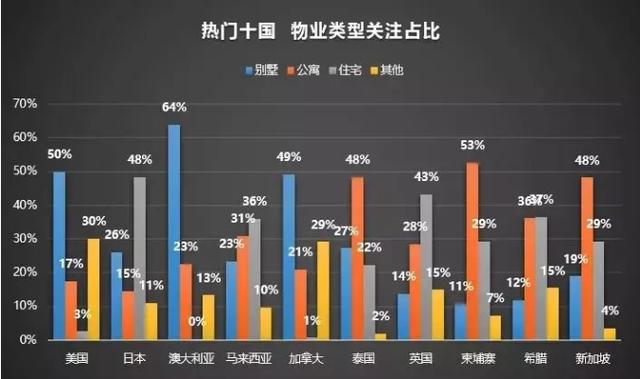 热门十国 物业类型关注占比
别墅 公寓 住宅 其他
70%
60%
50%
40%
30%
20%
10%
0%
50% 17% 3% 30%
26% 15% 48% 11%
64% 23% 0% 13%
23% 31% 36% 10%
49% 21% 1% 29%
27% 48% 22% 2%
14% 28% 43% 15%
11% 53% 29% 7%
12% 36% 37% 15%
19% 48% 29% 4%
美国 日本 澳大利亚 马来西亚 加拿大 泰国 英国 柬埔寨 希腊 新加坡